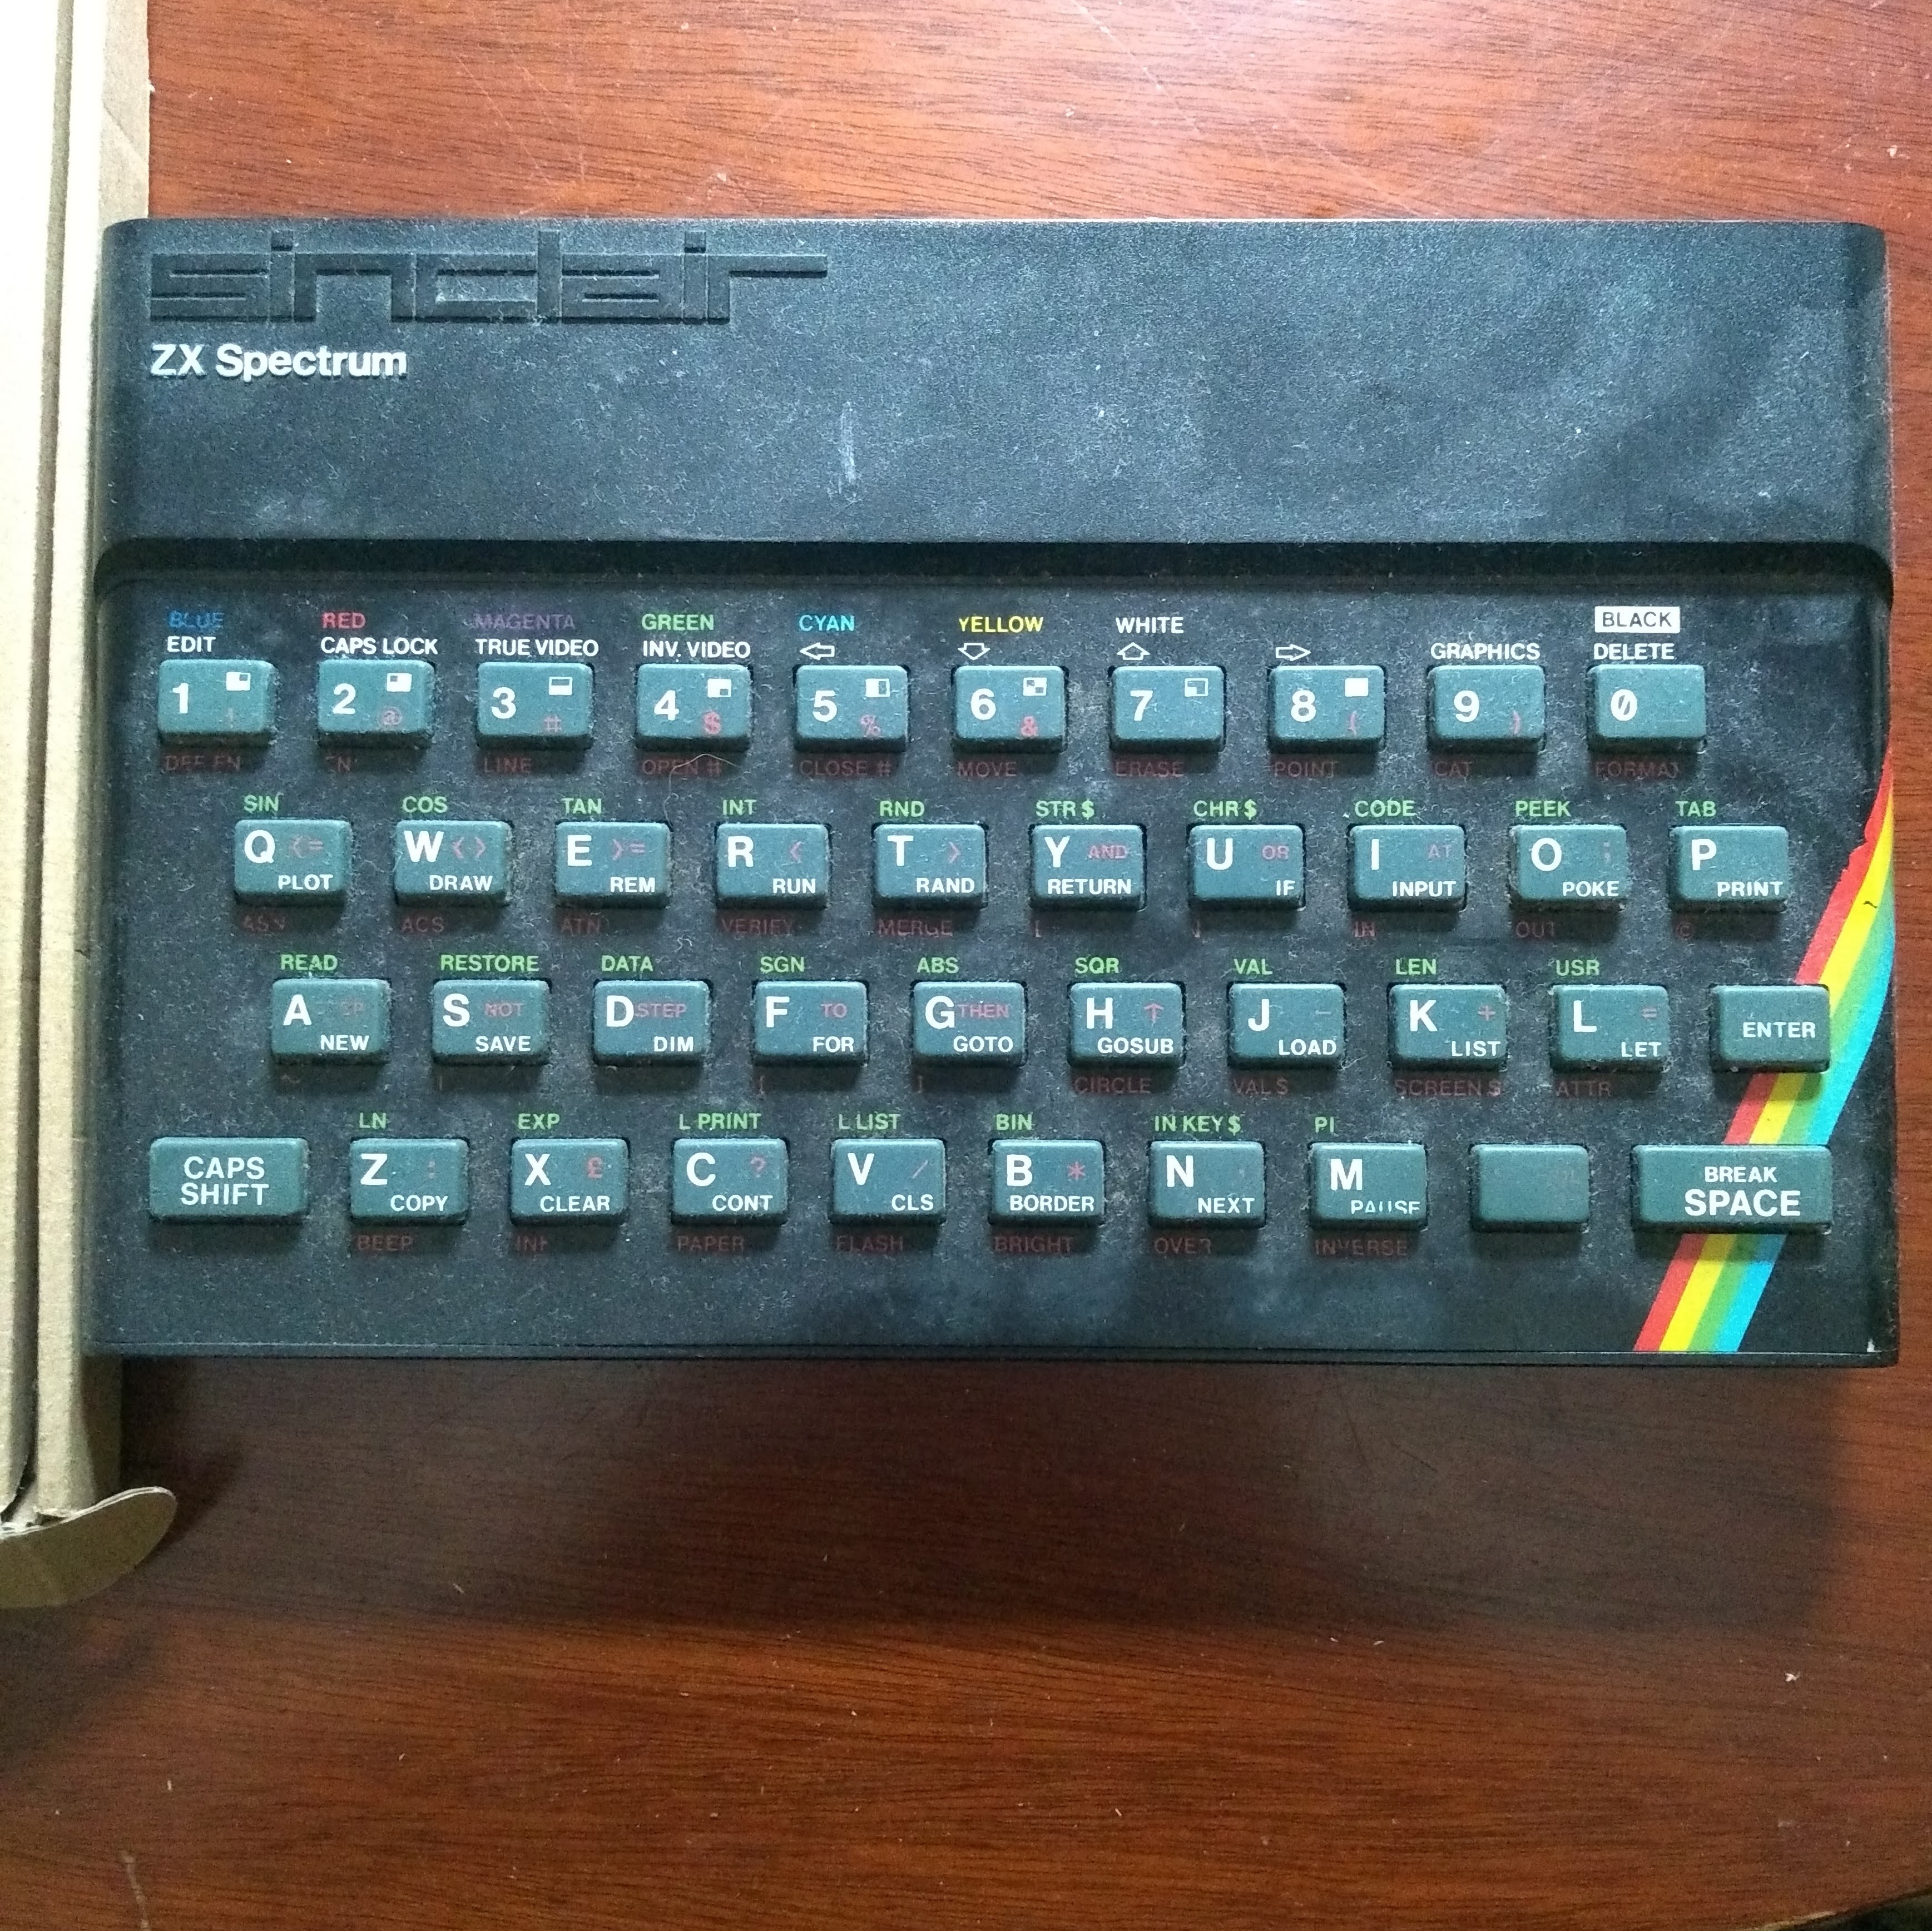 sinclair
ZX Spectrum
BLUE RED MAGENTA GREEN CYAN YELLOW WHITE BLACK
EDIT CAPS LOCK TRUE VIDEO INV. VIDEO GRAPHICS DELETE
1 ! 2 @ 3 # 4 $ 5 % 6 & 7 8 ( 9 ) 0
DEF FN LINE OPEN # CLOSE # MOVE ERASE POINT CAT FORMAT
SIN COS TAN INT RND STR $ CHR $ CODE PEEK TAB
Q <= W <> E >= R < T > Y AND U OR I AT O ; P
PLOT DRAW REM RUN RAND RETURN IF INPUT POKE PRINT
ASN ACS ATN VERIFY MERGE [ ] IN OUT ©
READ RESTORE DATA SGN ABS SQR VAL LEN USR
A S NOT D STEP F TO G THEN H ↑ J − K + L = ENTER
NEW SAVE DIM FOR GOTO GOSUB LOAD LIST LET
~ | { } CIRCLE VAL $ SCREEN $ ATTR
LN EXP L PRINT L LIST BIN IN KEY $ PI
CAPS Z : X £ C ? V / B * N , M BREAK
SHIFT COPY CLEAR CONT CLS BORDER NEXT PAUSE SPACE
BEEP PAPER FLASH BRIGHT OVER INVERSE